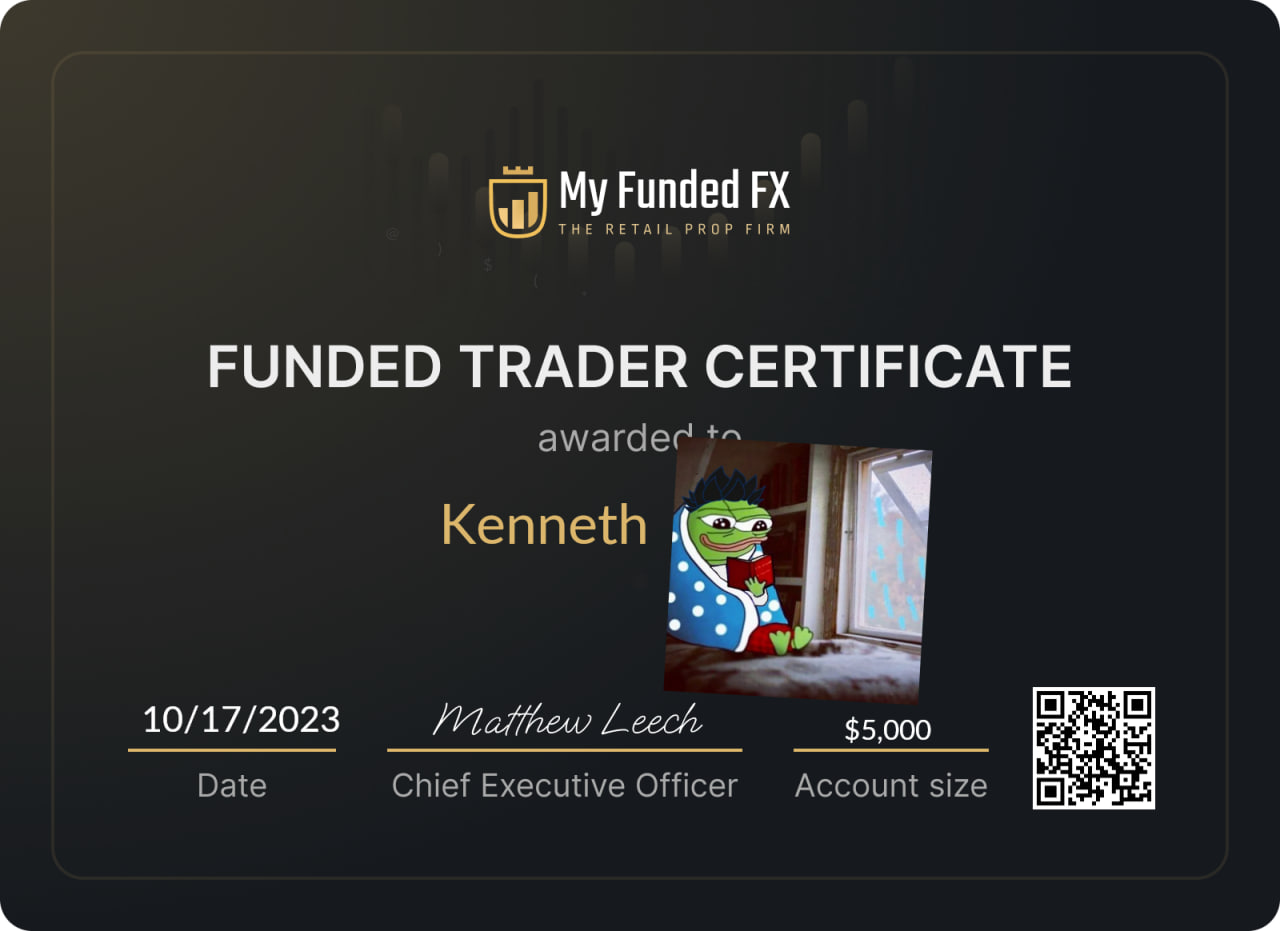 My Funded FX
THE RETAIL PROP FIRM
@
)
$
(
+
FUNDED TRADER CERTIFICATE
awarded to
Kenneth
10/17/2023
Matthew Leech
$5,000
Date
Chief Executive Officer
Account size